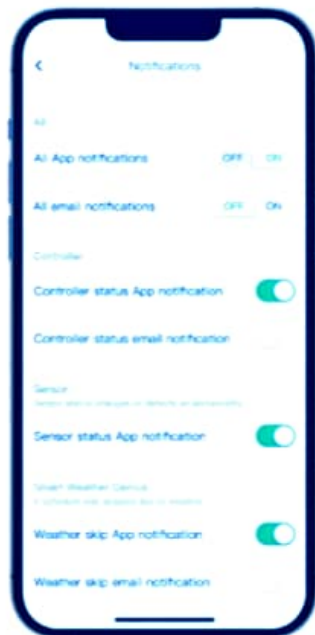 Notifications
All
All App notifications OFF ON
All email notifications OFF ON
Controller
Controller status App notification
Controller status email notification
Sensor
Sensor status App notification
Smart Weather Service
Weather skip App notification
Weather skip email notification